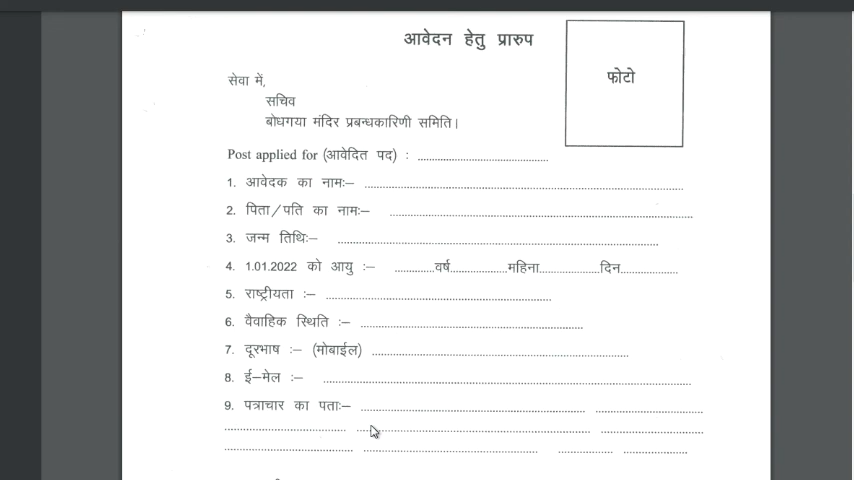 आवेदन हेतु प्रारुप
फोटो
सेवा में,
सचिव
बोधगया मंदिर प्रबन्धकारिणी समिति।
Post applied for (आवेदित पद) : ........................................
1. आवेदक का नामः– ........................................
2. पिता/पति का नामः– ........................................
3. जन्म तिथिः– ........................................
4. 1.01.2022 को आयु :– ............वर्ष..................महिना..................दिन..................
5. राष्ट्रीयता :– ........................................
6. वैवाहिक स्थिति :– ........................................
7. दूरभाष :– (मोबाईल) ........................................
8. ई–मेल :– ........................................
9. पत्राचार का पताः– ........................................